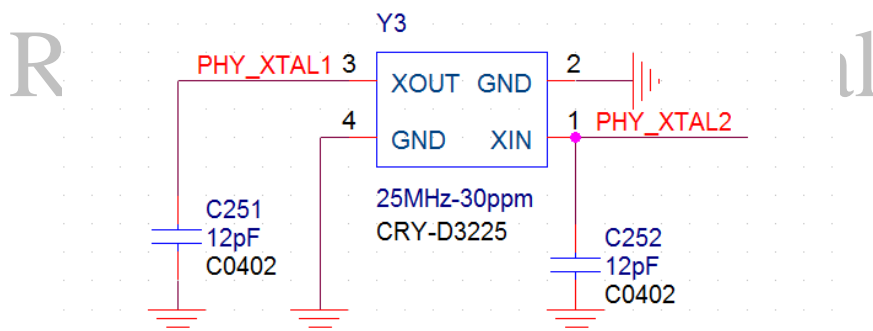 Y3
PHY_XTAL1 3 XOUT GND 2
4 GND XIN 1 PHY_XTAL2
25MHz-30ppm
CRY-D3225
C251
12pF
C0402
C252
12pF
C0402